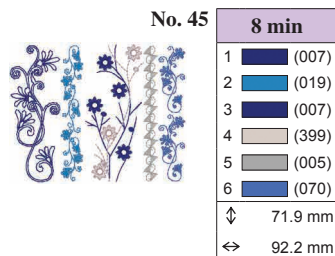 No. 45
8 min
1 (007)
2 (019)
3 (007)
4 (399)
5 (005)
6 (070)
↕ 71.9 mm
↔ 92.2 mm